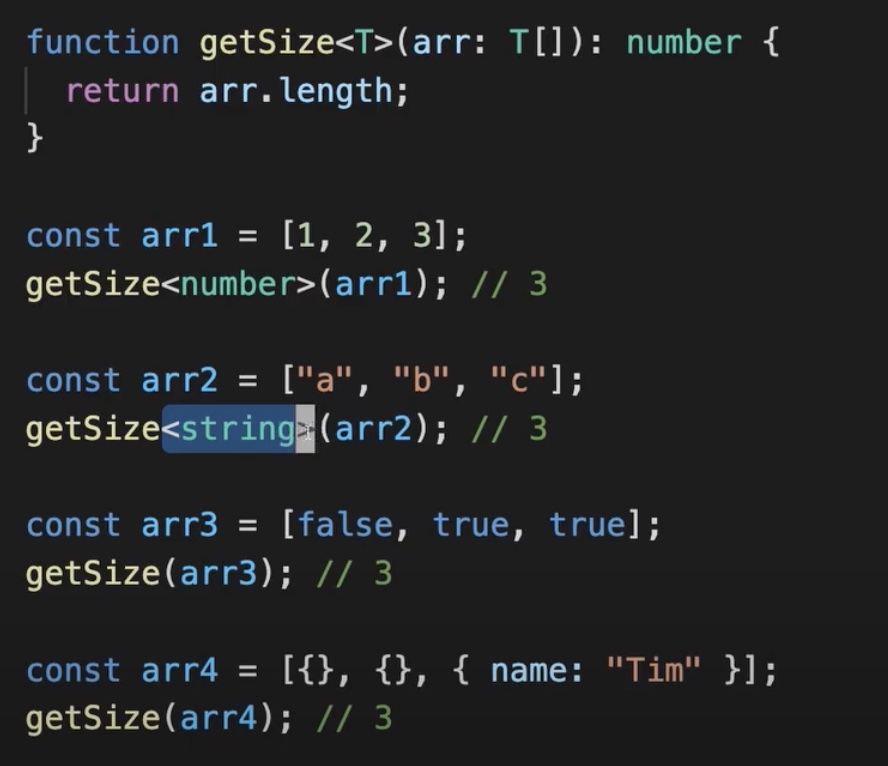 function getSize<T>(arr: T[]): number {
  return arr.length;
}
const arr1 = [1, 2, 3];
getSize<number>(arr1); // 3
const arr2 = ["a", "b", "c"];
getSize<string>(arr2); // 3
const arr3 = [false, true, true];
getSize(arr3); // 3
const arr4 = [{}, {}, { name: "Tim" }];
getSize(arr4); // 3